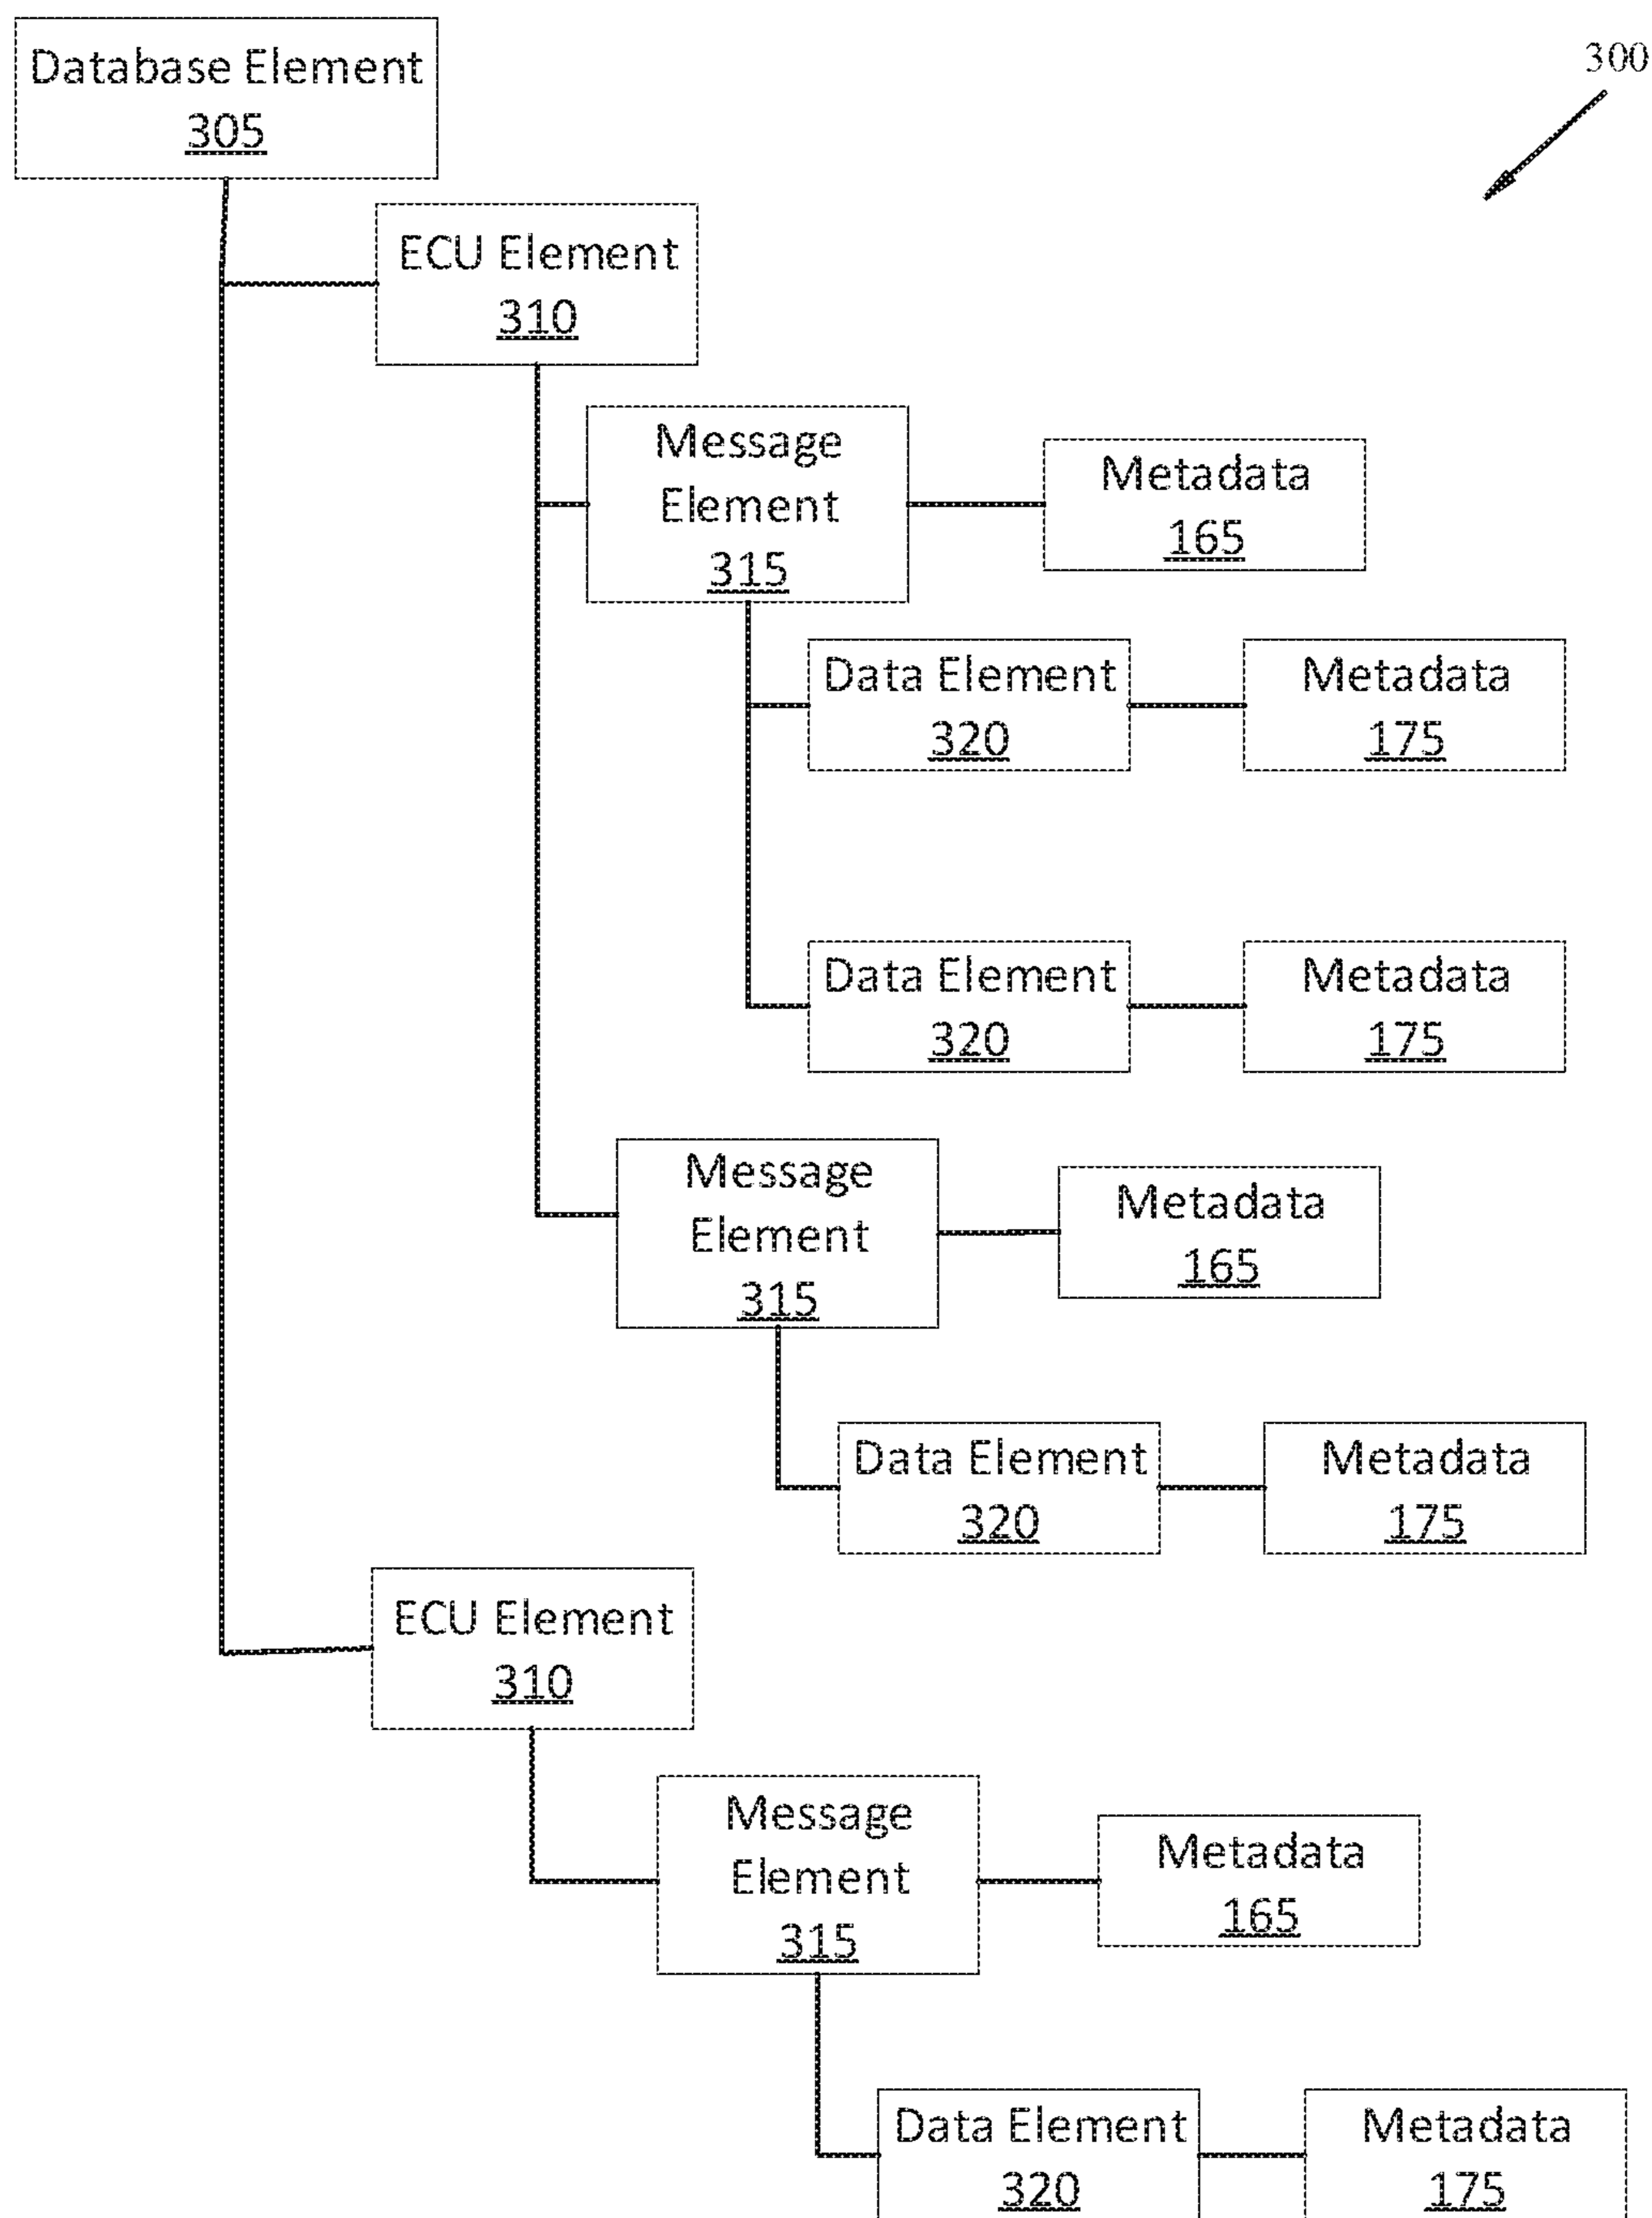 Database Element
305
300
ECU Element
310
Message
Element
315
Metadata
165
Data Element
320
Metadata
175
Data Element
320
Metadata
175
Message
Element
315
Metadata
165
Data Element
320
Metadata
175
ECU Element
310
Message
Element
315
Metadata
165
Data Element
320
Metadata
175